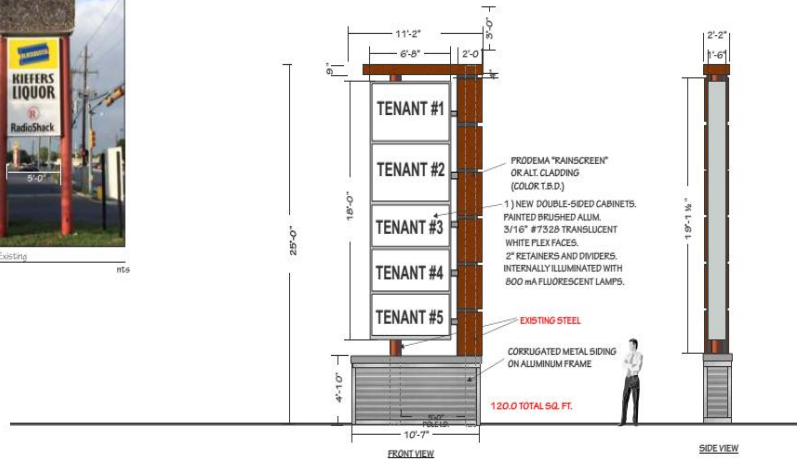 BLOCKBUSTER
KIEFERS
LIQUOR
R
RadioShack
5'-0"
Existing
nts
11'-2"
6'-8"
2'-0
3'-0"
9"
4"
25'-0"
18'-0"
4'-10"
TENANT #1
TENANT #2
TENANT #3
TENANT #4
TENANT #5
PRODEMA "RAINSCREEN"
OR ALT. CLADDING
(COLOR T.B.D.)
1) NEW DOUBLE-SIDED CABINETS.
PAINTED BRUSHED ALUM.
3/16" #7328 TRANSLUCENT
WHITE PLEX FACES.
2" RETAINERS AND DIVIDERS.
INTERNALLY ILLUMINATED WITH
800 mA FLUORESCENT LAMPS.
EXISTING STEEL
CORRUGATED METAL SIDING
ON ALUMINUM FRAME
120.0 TOTAL SQ. FT.
5'-0"
10'-7"
FRONT VIEW
2'-2"
1'-6"
19'-1 ½"
SIDE VIEW